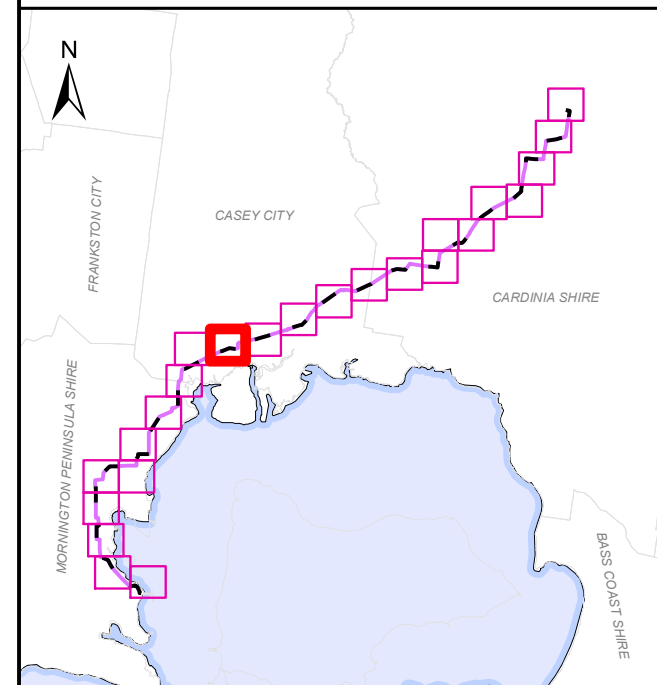 N
FRANKSTON CITY
CASEY CITY
CARDINIA SHIRE
MORNINGTON PENINSULA SHIRE
BASS COAST SHIRE